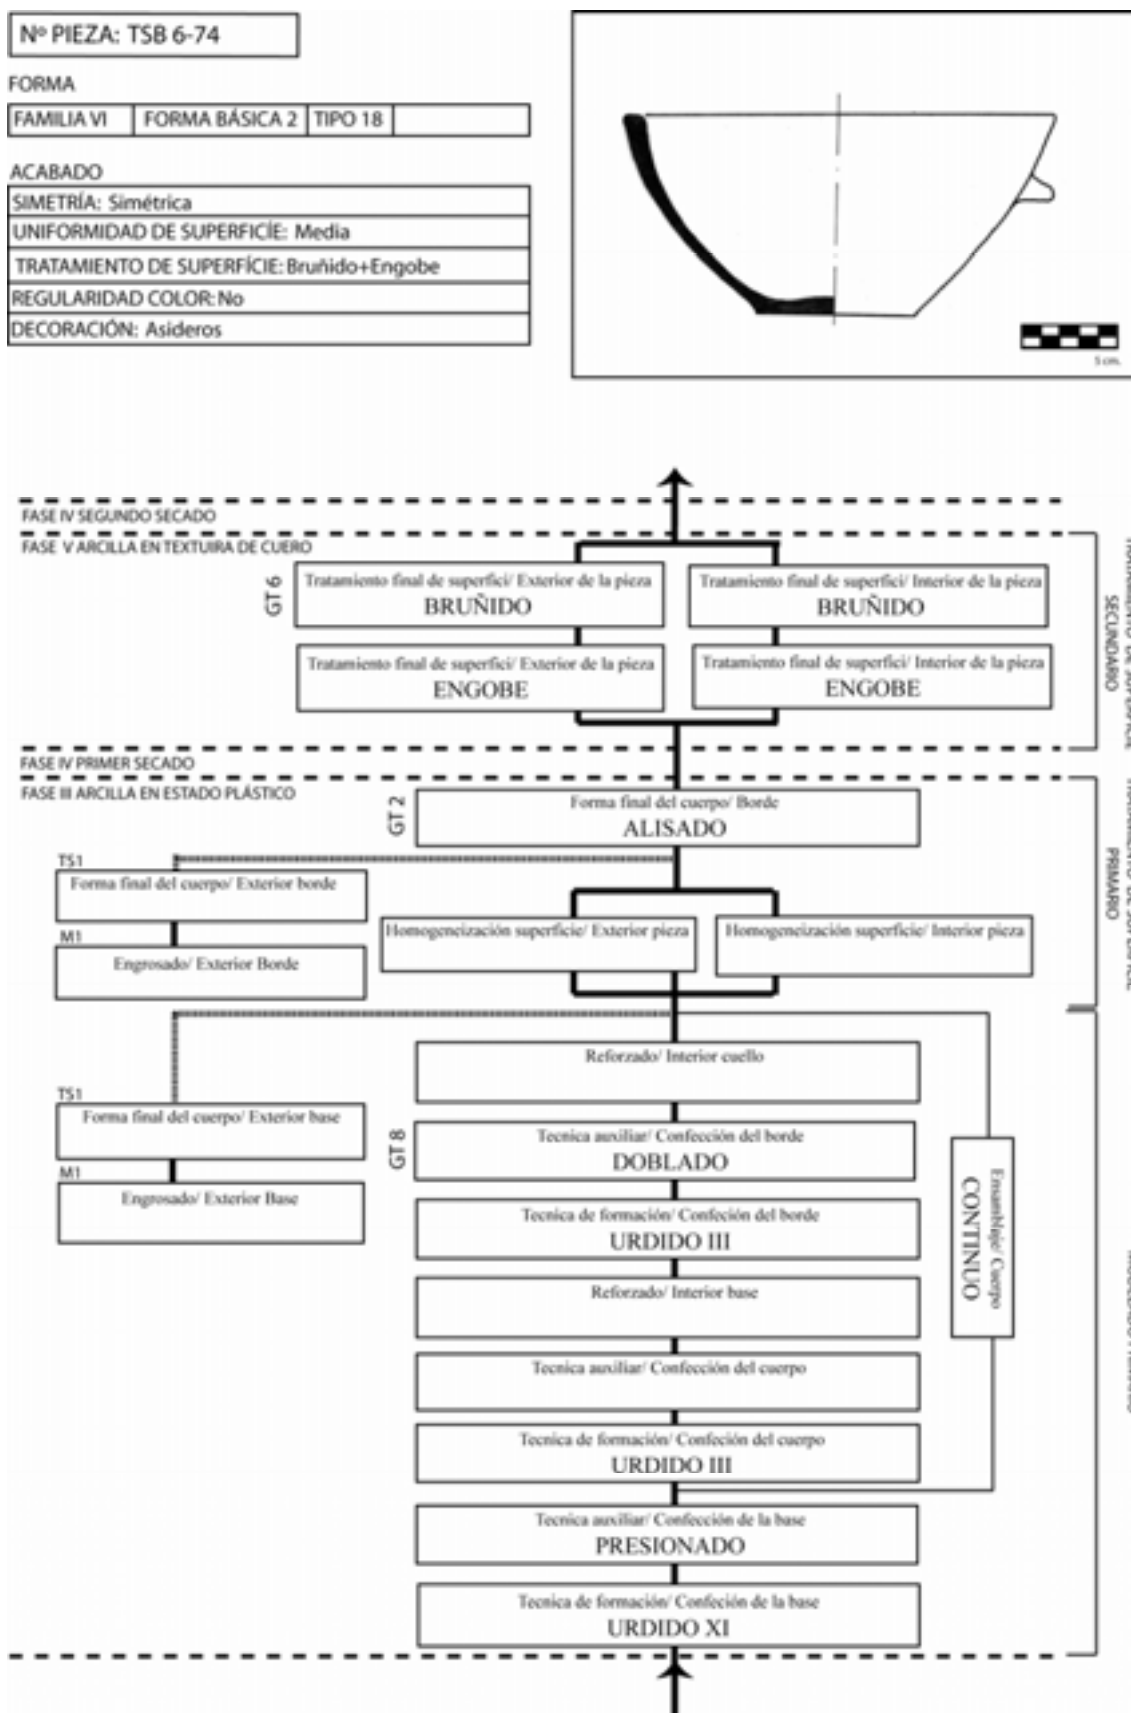 Nº PIEZA: TSB 6-74
FORMA
FAMILIA VI FORMA BÁSICA 2 TIPO 18
ACABADO
SIMETRÍA: Simétrica
UNIFORMIDAD DE SUPERFICÍE: Media
TRATAMIENTO DE SUPERFÍCIE: Bruñido+Engobe
REGULARIDAD COLOR: No
DECORACIÓN: Asideros
5 cm.
FASE IV SEGUNDO SECADO
FASE V ARCILLA EN TEXTUIRA DE CUERO
GT 6
Tratamiento final de superfici/ Exterior de la pieza
BRUÑIDO
Tratamiento final de superfici/ Interior de la pieza
BRUÑIDO
Tratamiento final de superfici/ Exterior de la pieza
ENGOBE
Tratamiento final de superfici/ Interior de la pieza
ENGOBE
SECUNDARIO
FASE IV PRIMER SECADO
FASE III ARCILLA EN ESTADO PLÁSTICO
GT 2
Forma final del cuerpo/ Borde
ALISADO
TS1
Forma final del cuerpo/ Exterior borde
M1
Engrosado/ Exterior Borde
Homogeneización superficie/ Exterior pieza
Homogeneización superficie/ Interior pieza
PRIMARIO
Reforzado/ Interior cuello
TS1
Forma final del cuerpo/ Exterior base
M1
Engrosado/ Exterior Base
GT 8
Tecnica auxiliar/ Confección del borde
DOBLADO
Tecnica de formación/ Confeción del borde
URDIDO III
Reforzado/ Interior base
Tecnica auxiliar/ Confección del cuerpo
Tecnica de formación/ Confeción del cuerpo
URDIDO III
Ensamblaje/ Cuerpo
CONTINUO
Tecnica auxiliar/ Confección de la base
PRESIONADO
Tecnica de formación/ Confeción de la base
URDIDO XI